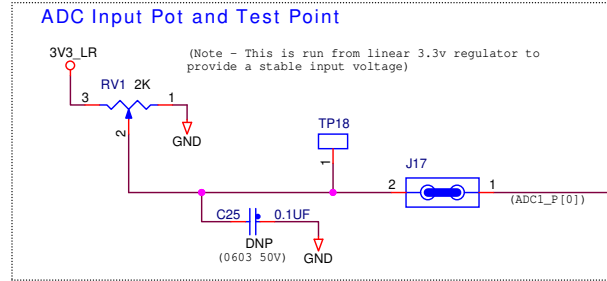 ADC Input Pot and Test Point
3V3_LR
(Note - This is run from linear 3.3v regulator to
provide a stable input voltage)
RV1 2K
3
1
2
GND
TP18
1
J17
2
1
(ADC1_P[0])
C25
0.1UF
DNP
(0603 50V)
GND